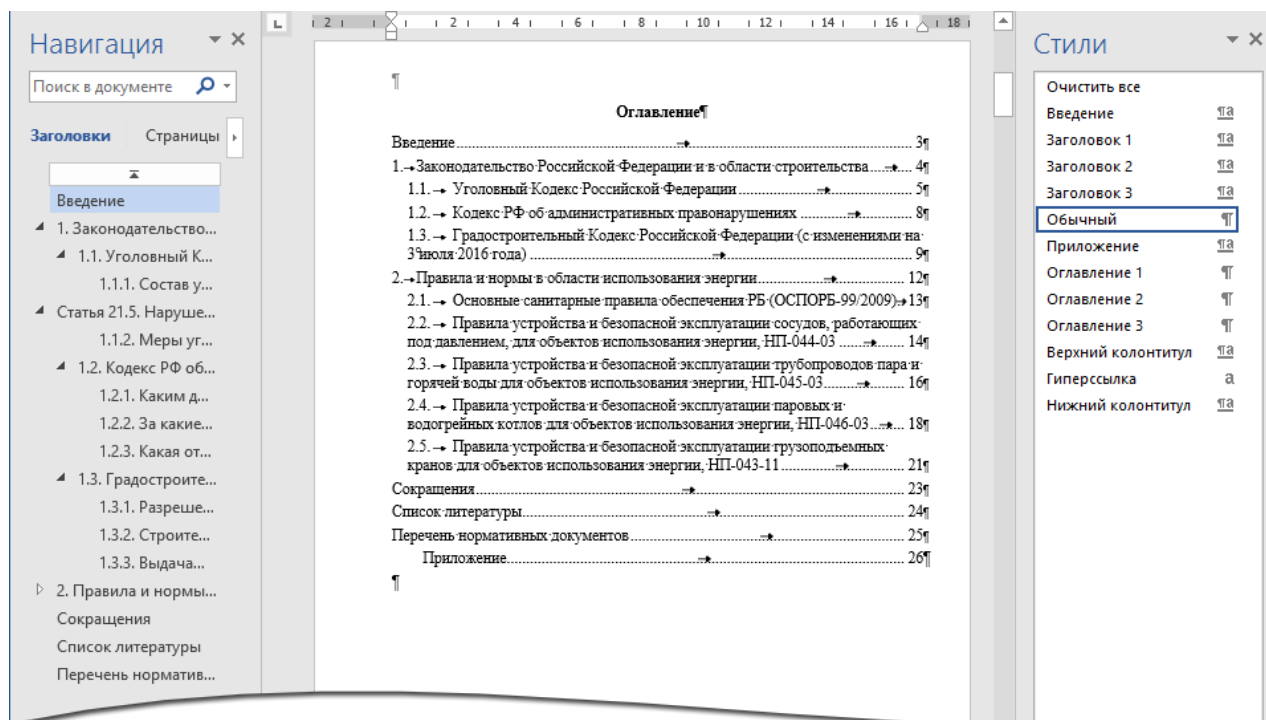 Навигация
Поиск в документе
Заголовки Страницы
Введение
1. Законодательство...
1.1. Уголовный К...
1.1.1. Состав у...
Статья 21.5. Наруше...
1.1.2. Меры уг...
1.2. Кодекс РФ об...
1.2.1. Каким д...
1.2.2. За какие...
1.2.3. Какая от...
1.3. Градостроите...
1.3.1. Разреше...
1.3.2. Строите...
1.3.3. Выдача...
2. Правила и нормы...
Сокращения
Список литературы
Перечень норматив...
L 2 2 4 6 8 10 12 14 16 18
¶
Оглавление¶
Введение 3¶
1. Законодательство Российской Федерации и в области строительства 4¶
1.1. Уголовный Кодекс Российской Федерации 5¶
1.2. Кодекс РФ об административных правонарушениях 8¶
1.3. Градостроительный Кодекс Российской Федерации (с изменениями на
3 июля 2016 года) 9¶
2. Правила и нормы в области использования энергии 12¶
2.1. Основные санитарные правила обеспечения РБ (ОСПОРБ-99/2009) 13¶
2.2. Правила устройства и безопасной эксплуатации сосудов, работающих
под давлением, для объектов использования энергии, НП-044-03 14¶
2.3. Правила устройства и безопасной эксплуатации трубопроводов пара и
горячей воды для объектов использования энергии, НП-045-03 16¶
2.4. Правила устройства и безопасной эксплуатации паровых и
водогрейных котлов для объектов использования энергии, НП-046-03 18¶
2.5. Правила устройства и безопасной эксплуатации грузоподъемных
кранов для объектов использования энергии, НП-043-11 21¶
Сокращения 23¶
Список литературы 24¶
Перечень нормативных документов 25¶
Приложение 26¶
¶
Стили
Очистить все
Введение ¶a
Заголовок 1 ¶a
Заголовок 2 ¶a
Заголовок 3 ¶a
Обычный ¶
Приложение ¶a
Оглавление 1 ¶
Оглавление 2 ¶
Оглавление 3 ¶
Верхний колонтитул ¶a
Гиперссылка a
Нижний колонтитул ¶a